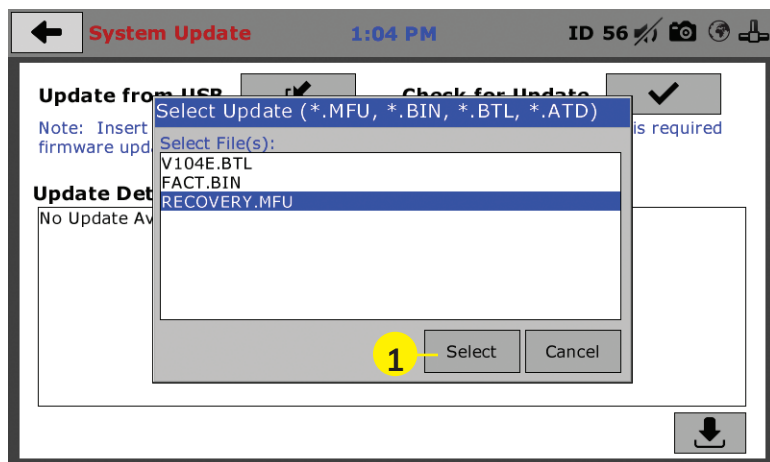 System Update 1:04 PM ID 56
Update from USB Check for Update
Select Update (*.MFU, *.BIN, *.BTL, *.ATD)
Note: Insert is required
firmware upd
Select File(s):
V104E.BTL
FACT.BIN
RECOVERY.MFU
Update Det
No Update Av
1 Select Cancel